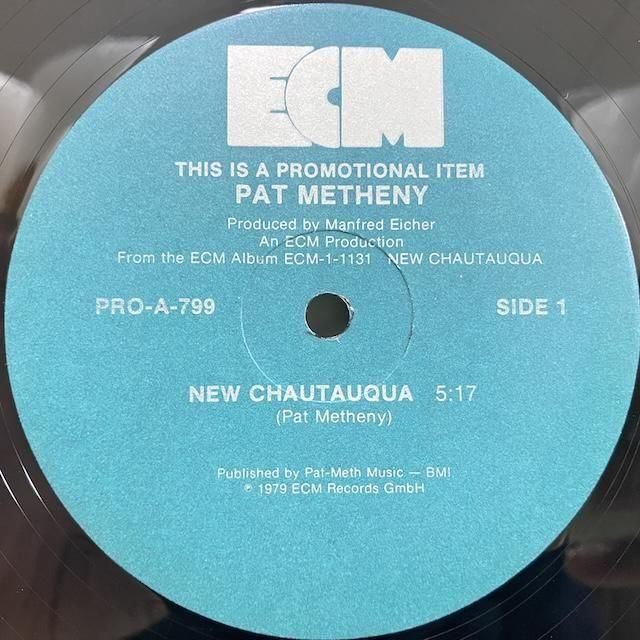 ECM
THIS IS A PROMOTIONAL ITEM
PAT METHENY
Produced by Manfred Eicher
An ECM Production
From the ECM Album ECM-1-1131 NEW CHAUTAUQUA
PRO-A-799 SIDE 1
NEW CHAUTAUQUA 5:17
(Pat Metheny)
Published by Pat-Meth Music — BMI
℗ 1979 ECM Records GmbH